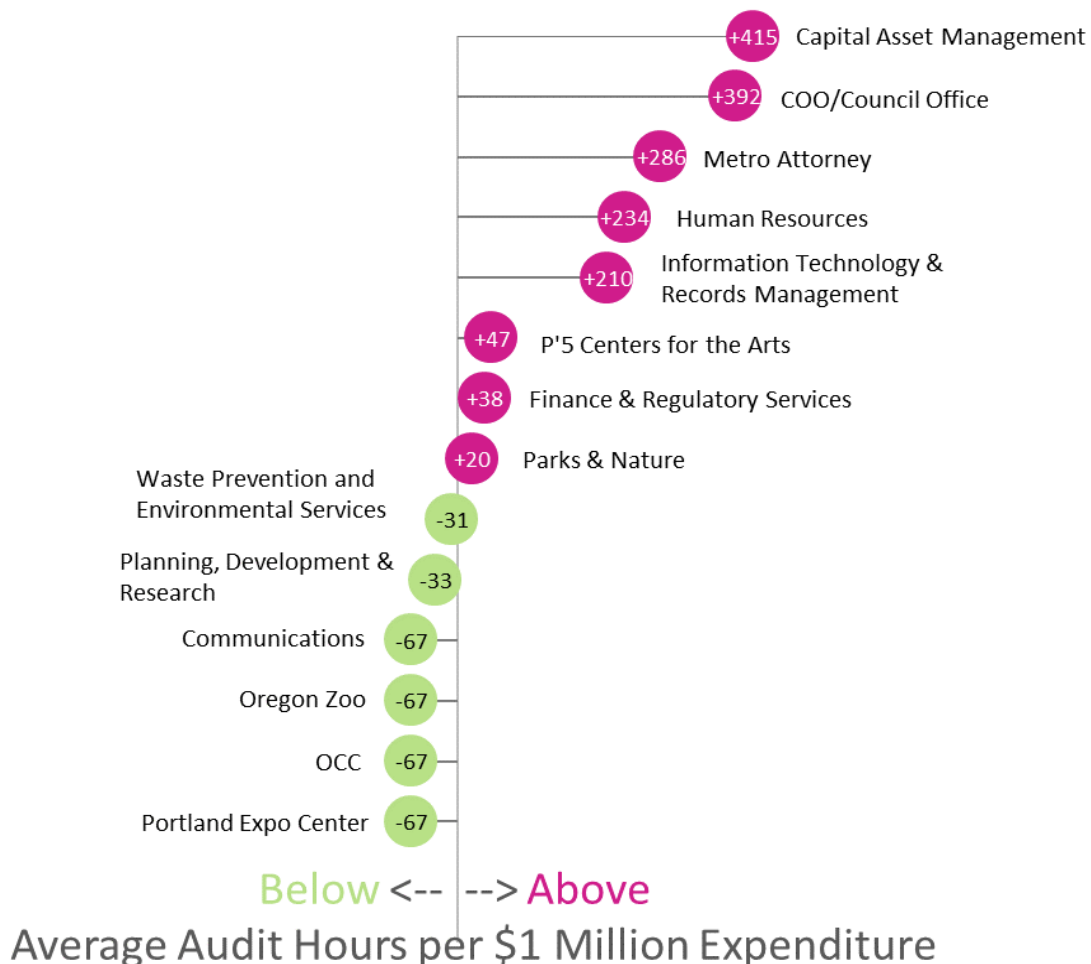 +415 Capital Asset Management
+392 COO/Council Office
+286 Metro Attorney
+234 Human Resources
+210 Information Technology &
Records Management
+47 P'5 Centers for the Arts
+38 Finance & Regulatory Services
+20 Parks & Nature
Waste Prevention and
Environmental Services -31
Planning, Development &
Research -33
Communications -67
Oregon Zoo -67
OCC -67
Portland Expo Center -67
Below <-- --> Above
Average Audit Hours per $1 Million Expenditure